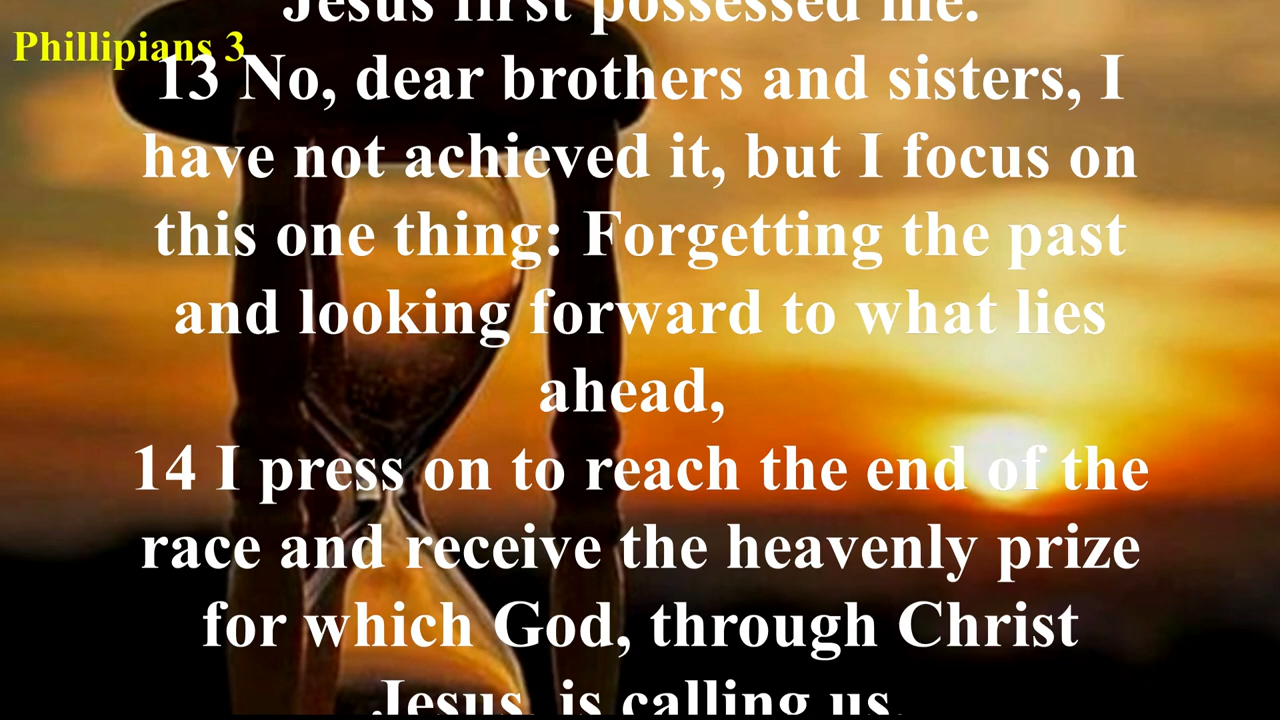 Jesus first possessed me.
Phillipians 3
13 No, dear brothers and sisters, I
have not achieved it, but I focus on
this one thing: Forgetting the past
and looking forward to what lies
ahead,
14 I press on to reach the end of the
race and receive the heavenly prize
for which God, through Christ
Jesus, is calling us.